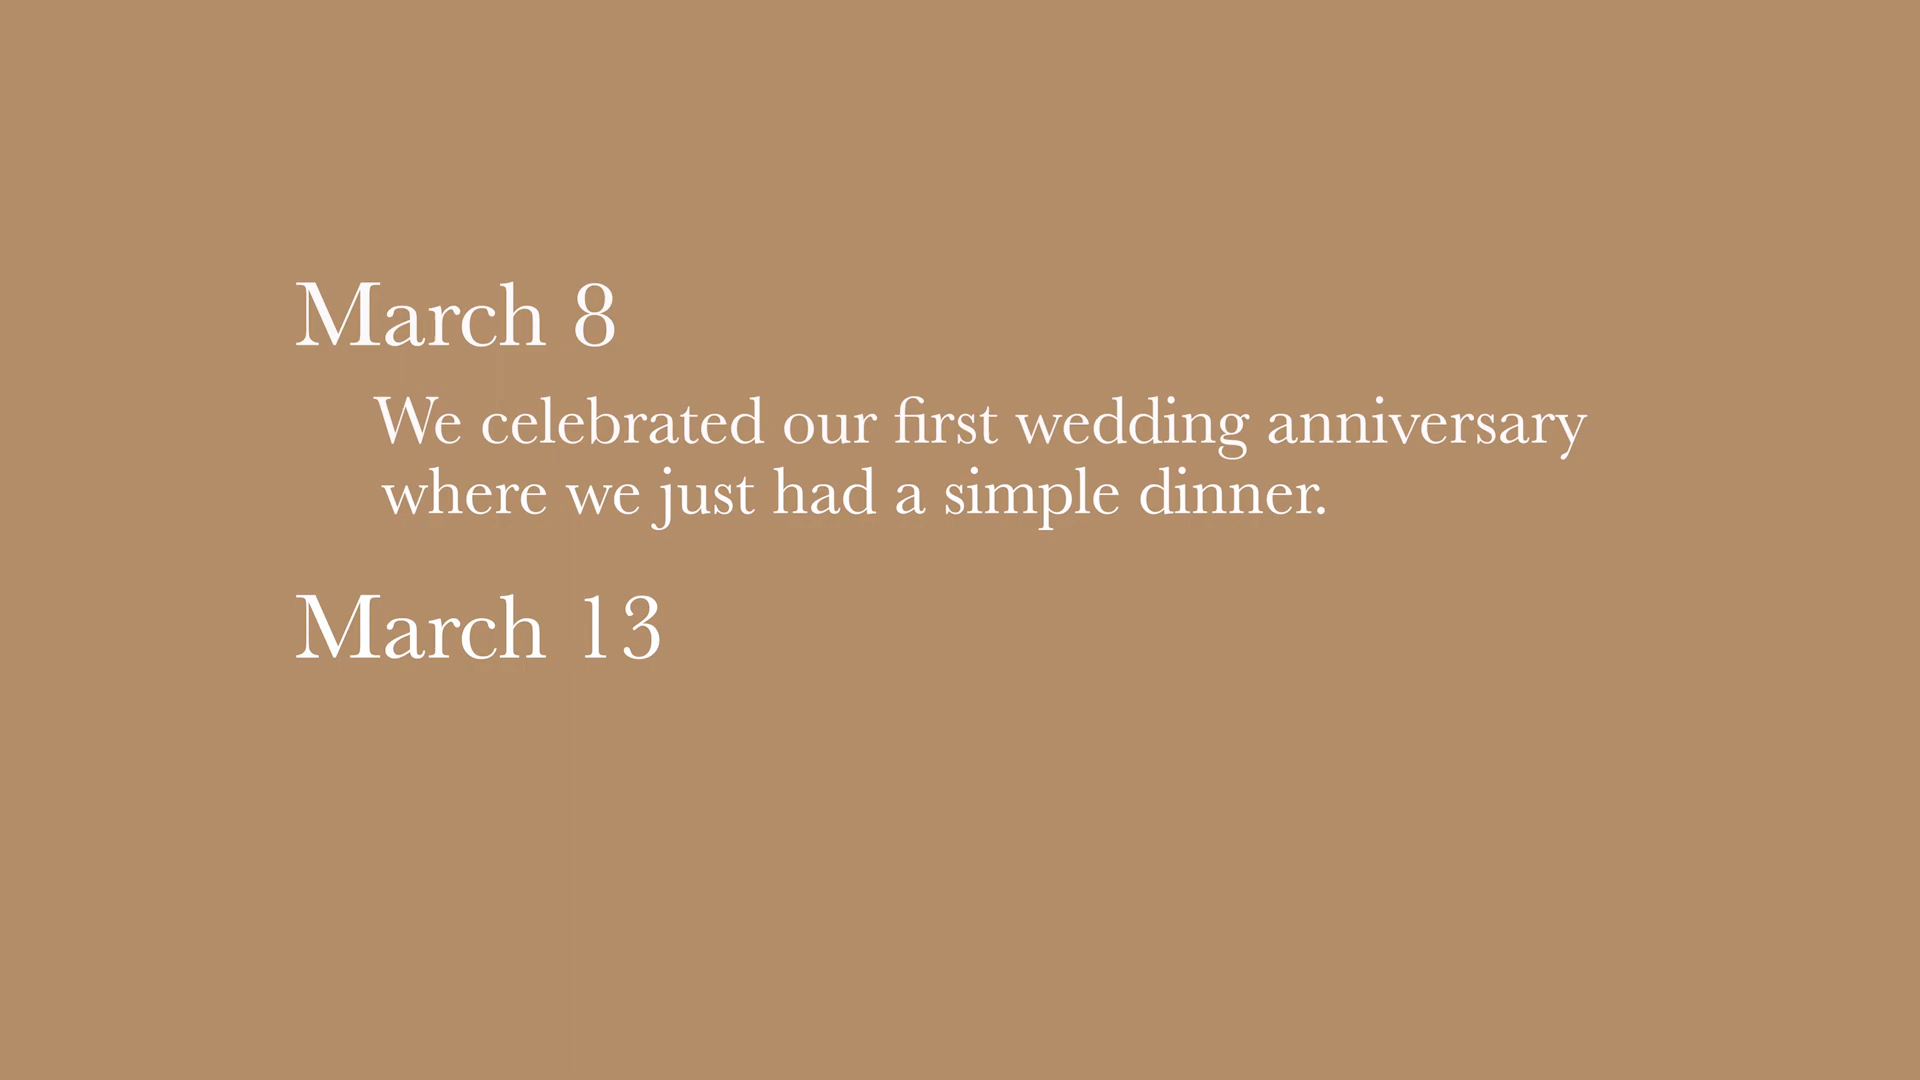 March 8
We celebrated our first wedding anniversary
where we just had a simple dinner.
March 13